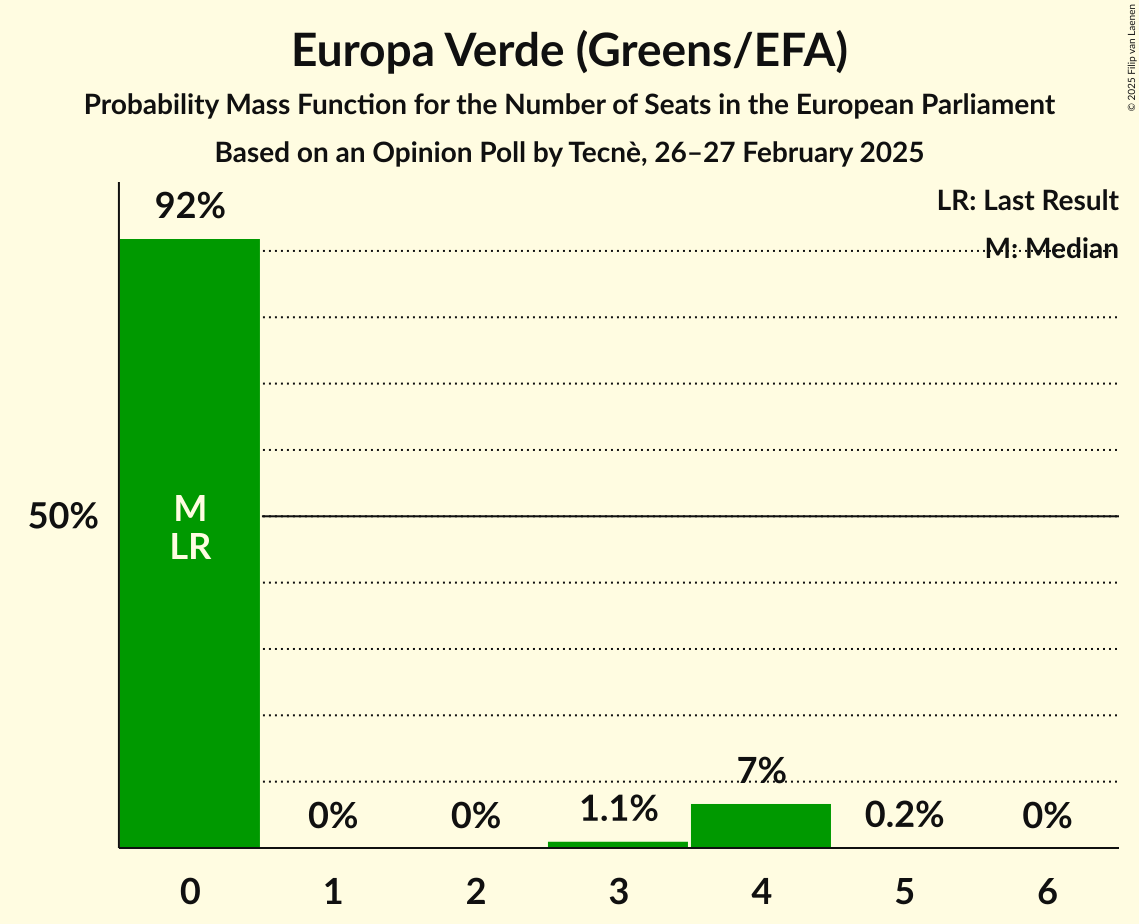 Europa Verde (Greens/EFA)
Probability Mass Function for the Number of Seats in the European Parliament
Based on an Opinion Poll by Tecnè, 26–27 February 2025
© 2025 Filip van Laenen
LR: Last Result
M: Median
92%
50%
M
LR
0%
0%
1.1%
7%
0.2%
0%
0
1
2
3
4
5
6